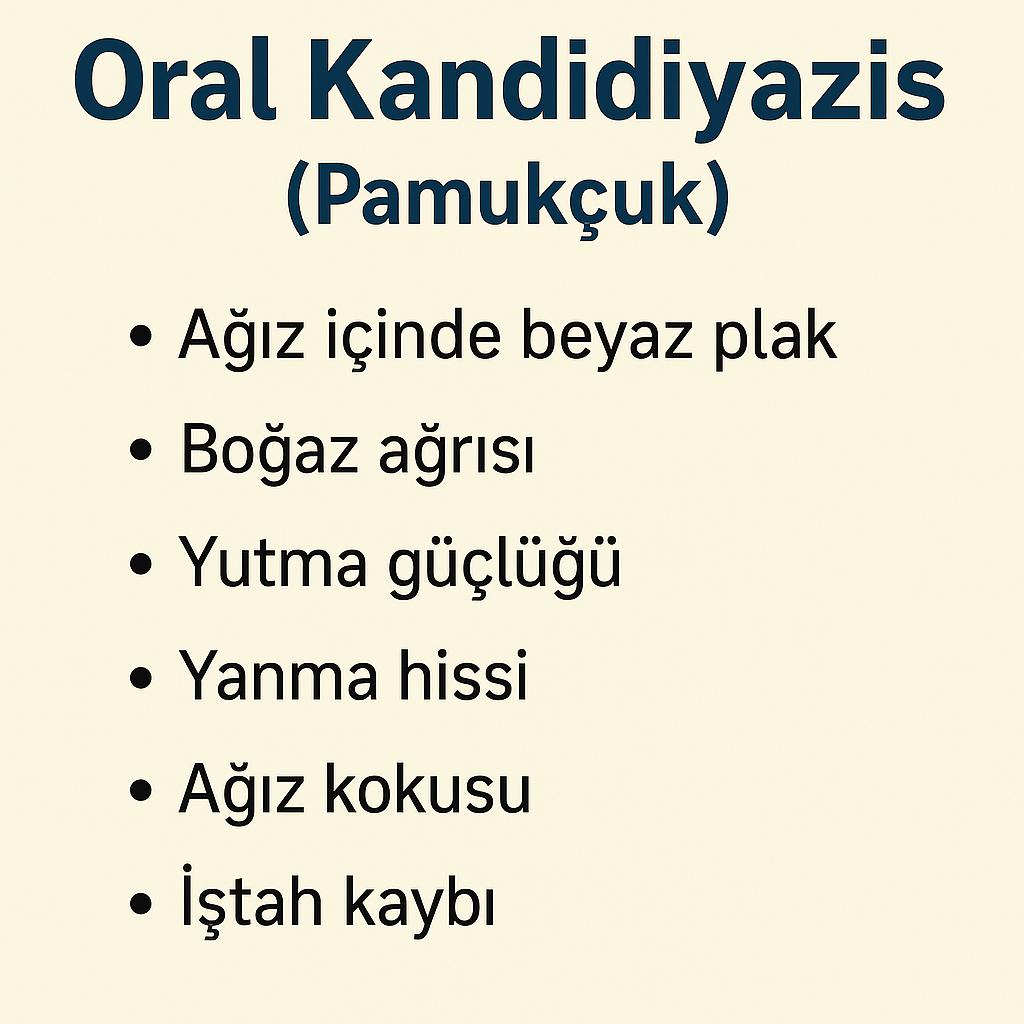 Oral Kandidiyazis
(Pamukçuk)
• Ağız içinde beyaz plak
• Boğaz ağrısı
• Yutma güçlüğü
• Yanma hissi
• Ağız kokusu
• İştah kaybı